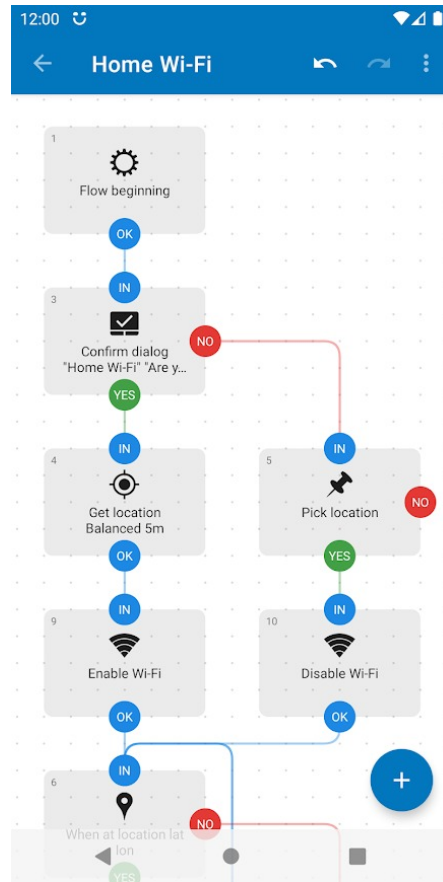 12:00
Home Wi-Fi
1
Flow beginning
OK
IN
3
Confirm dialog
"Home Wi-Fi" "Are y...
NO
YES
IN
4
Get location
Balanced 5m
OK
IN
5
Pick location
NO
YES
IN
9
Enable Wi-Fi
OK
IN
10
Disable Wi-Fi
OK
IN
6
When at location lat
lon
NO
YES
+